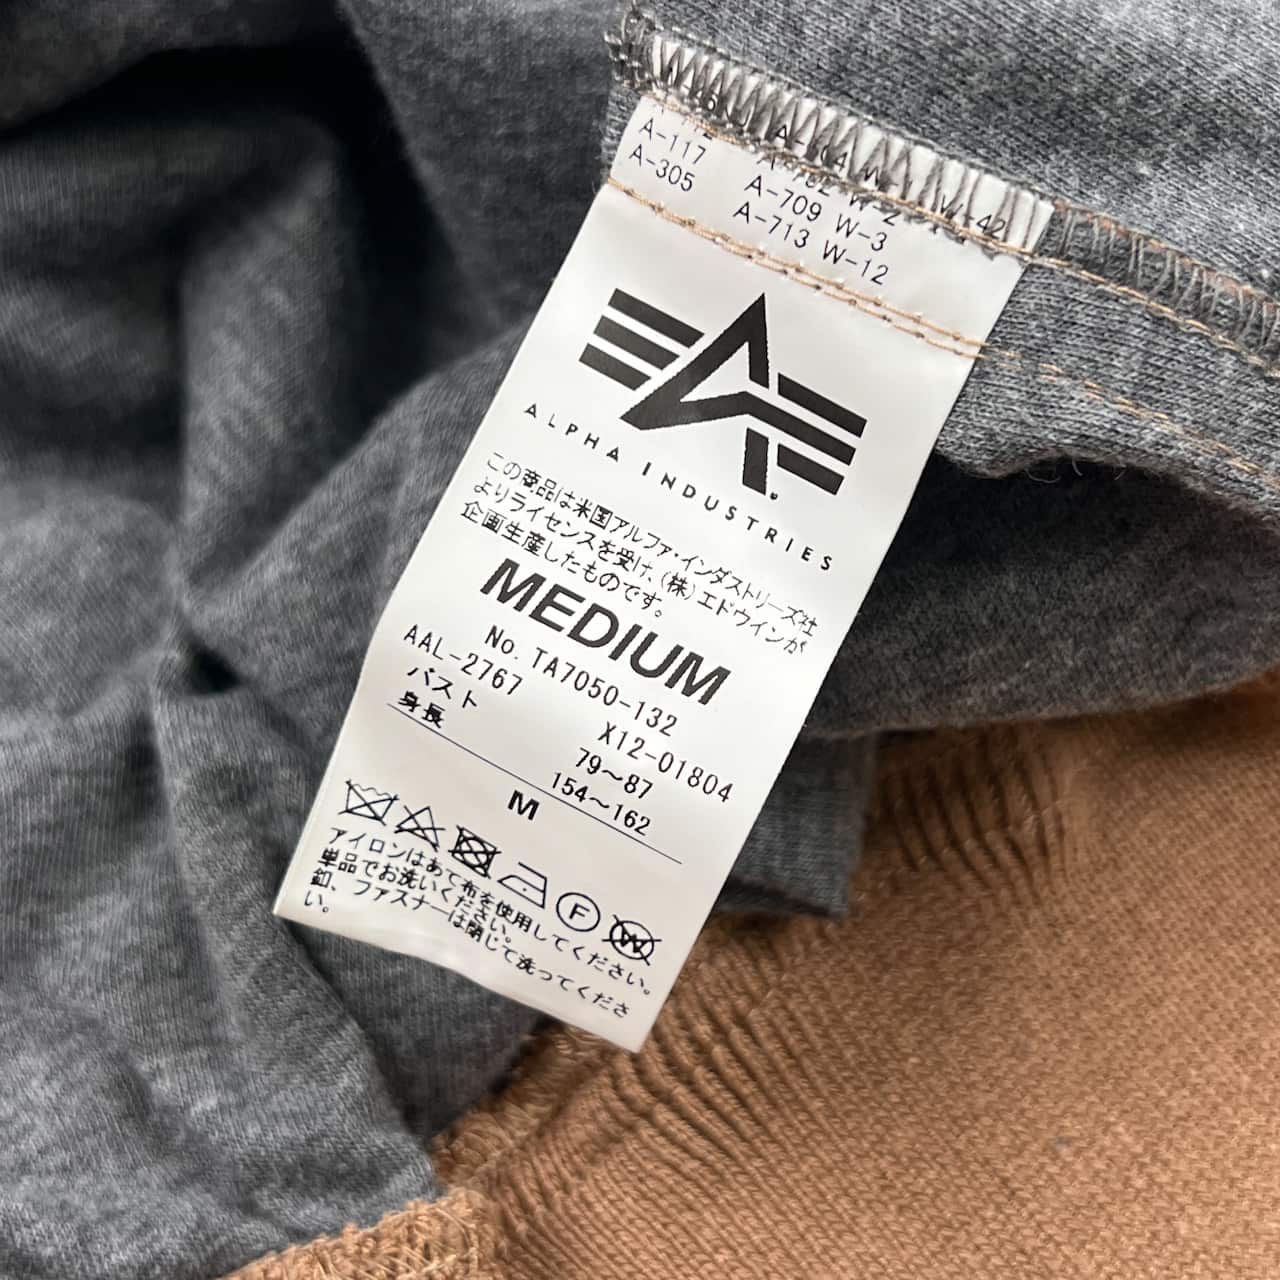 A-117
A-305
A-709 W-3
A-713 W-12
W-42
ALPHA INDUSTRIES
この商品は米国アルファ・インダストリーズ社
よりライセンスを受け、(株)エドウインが
企画生産したものです。
MEDIUM
No. TA7050-132
AAL-2767 X12-01804
バスト 79〜87
身長 154〜162
M
F
W
アイロンはあて布を使用してください。
単品でお洗いください。
釦、ファスナーは閉じて洗ってくださ
い。